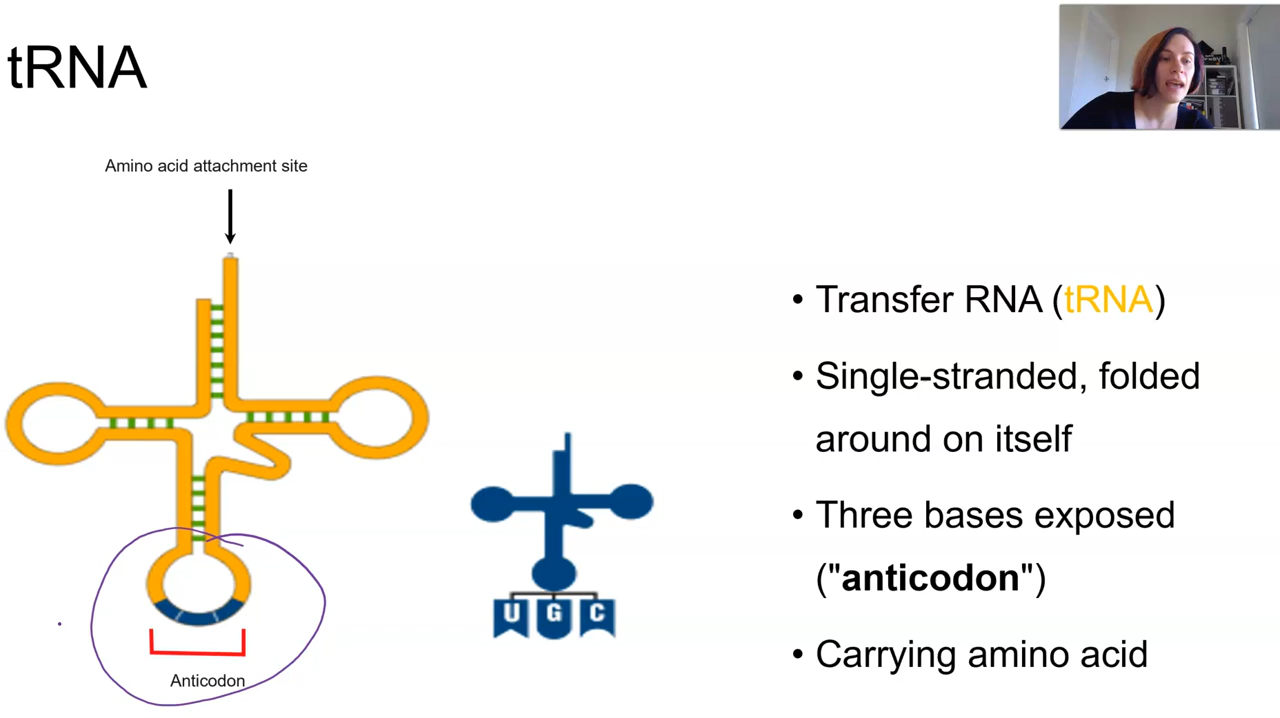 tRNA
Amino acid attachment site
Anticodon
U G C
• Transfer RNA (tRNA)
• Single-stranded, folded
around on itself
• Three bases exposed
("anticodon")
• Carrying amino acid